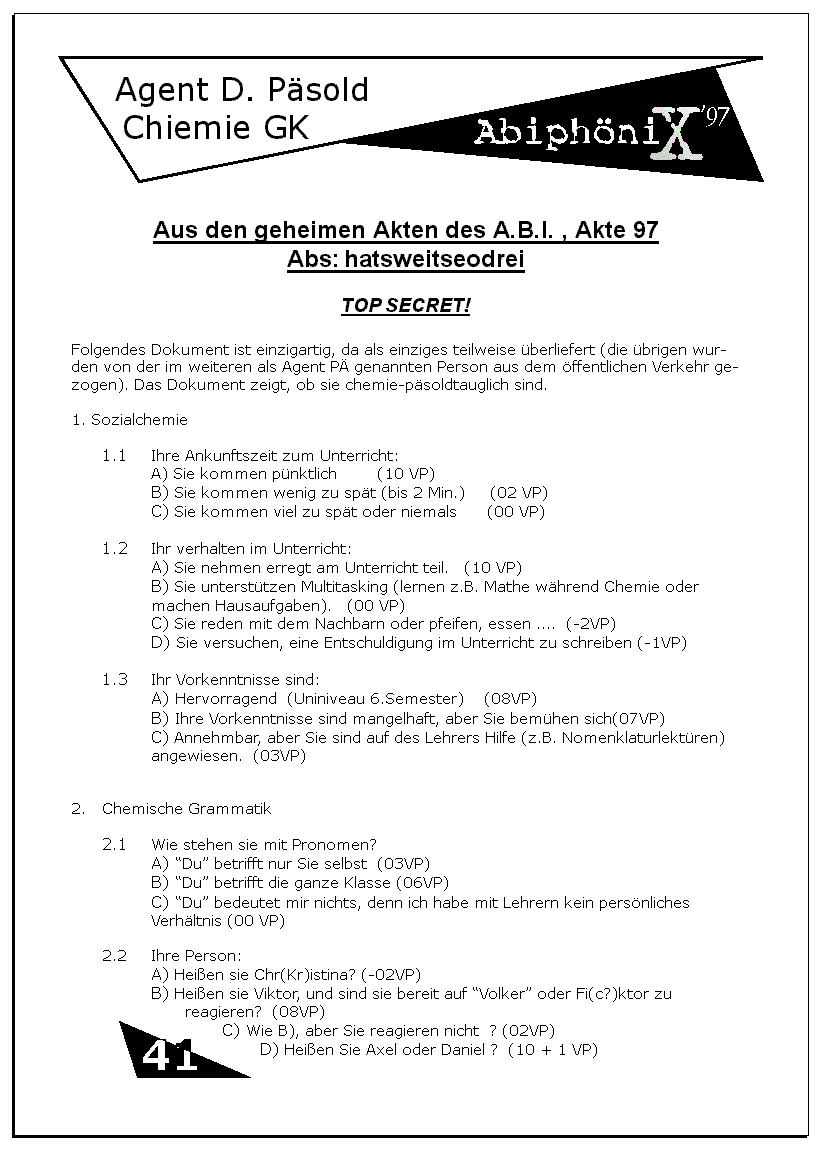 Agent D. Päsold
Chiemie GK
AbiphöniX '97
Aus den geheimen Akten des A.B.I. , Akte 97
Abs: hatsweitseodrei
TOP SECRET!
Folgendes Dokument ist einzigartig, da als einziges teilweise überliefert (die übrigen wur-
den von der im weiteren als Agent PÄ genannten Person aus dem öffentlichen Verkehr ge-
zogen). Das Dokument zeigt, ob sie chemie-päsoldtauglich sind.
1. Sozialchemie
1.1 Ihre Ankunftszeit zum Unterricht:
A) Sie kommen pünktlich (10 VP)
B) Sie kommen wenig zu spät (bis 2 Min.) (02 VP)
C) Sie kommen viel zu spät oder niemals (00 VP)
1.2 Ihr verhalten im Unterricht:
A) Sie nehmen erregt am Unterricht teil. (10 VP)
B) Sie unterstützen Multitasking (lernen z.B. Mathe während Chemie oder
machen Hausaufgaben). (00 VP)
C) Sie reden mit dem Nachbarn oder pfeifen, essen .... (-2VP)
D) Sie versuchen, eine Entschuldigung im Unterricht zu schreiben (-1VP)
1.3 Ihr Vorkenntnisse sind:
A) Hervorragend (Uniniveau 6.Semester) (08VP)
B) Ihre Vorkenntnisse sind mangelhaft, aber Sie bemühen sich(07VP)
C) Annehmbar, aber Sie sind auf des Lehrers Hilfe (z.B. Nomenklaturlektüren)
angewiesen. (03VP)
2. Chemische Grammatik
2.1 Wie stehen sie mit Pronomen?
A) “Du” betrifft nur Sie selbst (03VP)
B) “Du” betrifft die ganze Klasse (06VP)
C) “Du” bedeutet mir nichts, denn ich habe mit Lehrern kein persönliches
Verhältnis (00 VP)
2.2 Ihre Person:
A) Heißen sie Chr(Kr)istina? (-02VP)
B) Heißen sie Viktor, und sind sie bereit auf “Volker” oder Fi(c?)ktor zu
reagieren? (08VP)
C) Wie B), aber Sie reagieren nicht ? (02VP)
D) Heißen Sie Axel oder Daniel ? (10 + 1 VP)
41